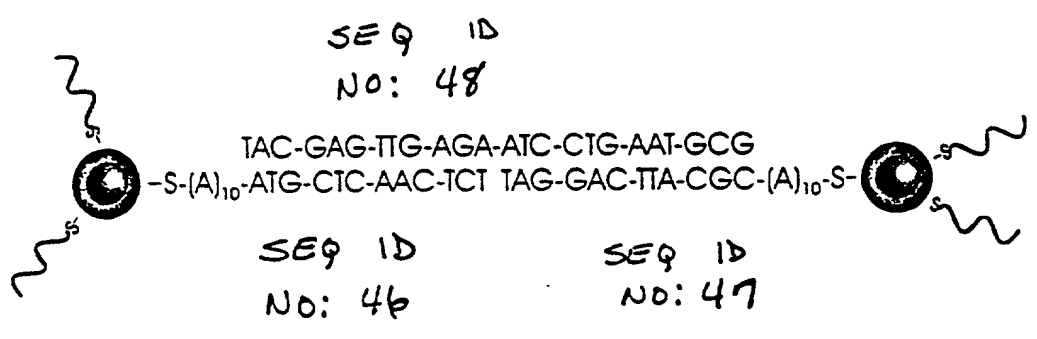 SEQ ID
NO: 48
TAC-GAG-TTG-AGA-ATC-CTG-AAT-GCG
S
-S-(A)10-ATG-CTC-AAC-TCT TAG-GAC-TTA-CGC-(A)10-S-
S
S
S
SEQ ID
NO: 46
SEQ ID
NO: 47